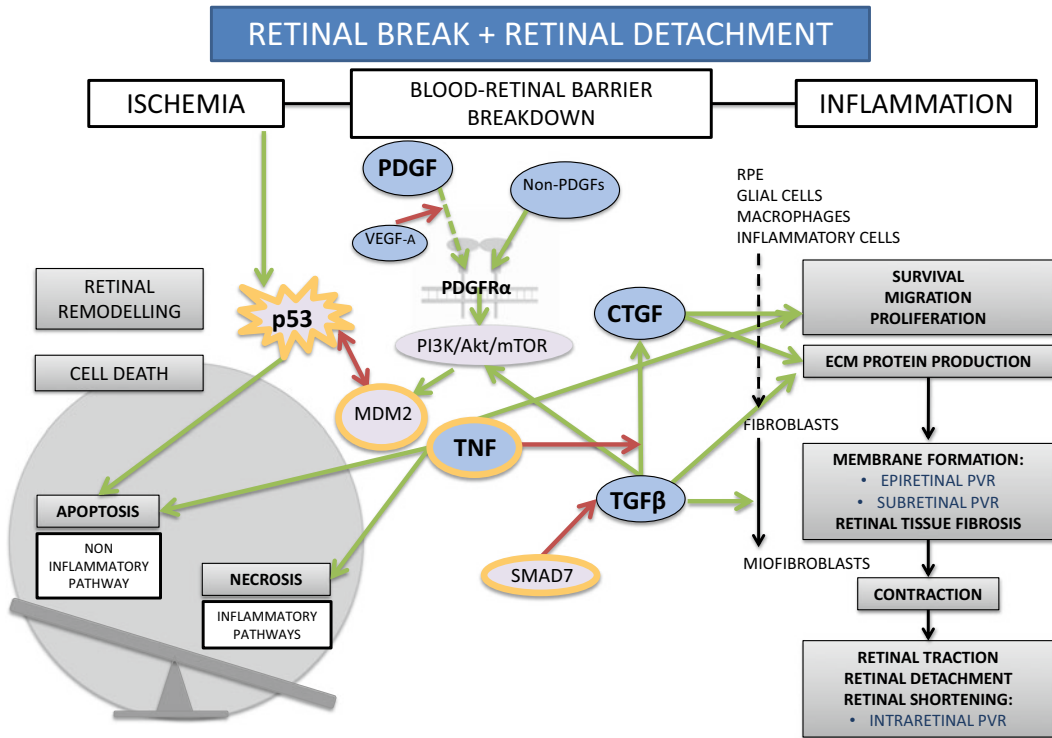 RETINAL BREAK + RETINAL DETACHMENT
ISCHEMIA
BLOOD-RETINAL BARRIER
BREAKDOWN
INFLAMMATION
PDGF
Non-PDGFs
VEGF-A
PDGFRα
PI3K/Akt/mTOR
RPE
GLIAL CELLS
MACROPHAGES
INFLAMMATORY CELLS
RETINAL
REMODELLING
p53
CELL DEATH
MDM2
TNF
CTGF
TGFβ
SMAD7
FIBROBLASTS
MIOFIBROBLASTS
APOPTOSIS
NON
INFLAMMATORY
PATHWAY
NECROSIS
INFLAMMATORY
PATHWAYS
SURVIVAL
MIGRATION
PROLIFERATION
ECM PROTEIN PRODUCTION
MEMBRANE FORMATION:
• EPIRETINAL PVR
• SUBRETINAL PVR
RETINAL TISSUE FIBROSIS
CONTRACTION
RETINAL TRACTION
RETINAL DETACHMENT
RETINAL SHORTENING:
• INTRARETINAL PVR